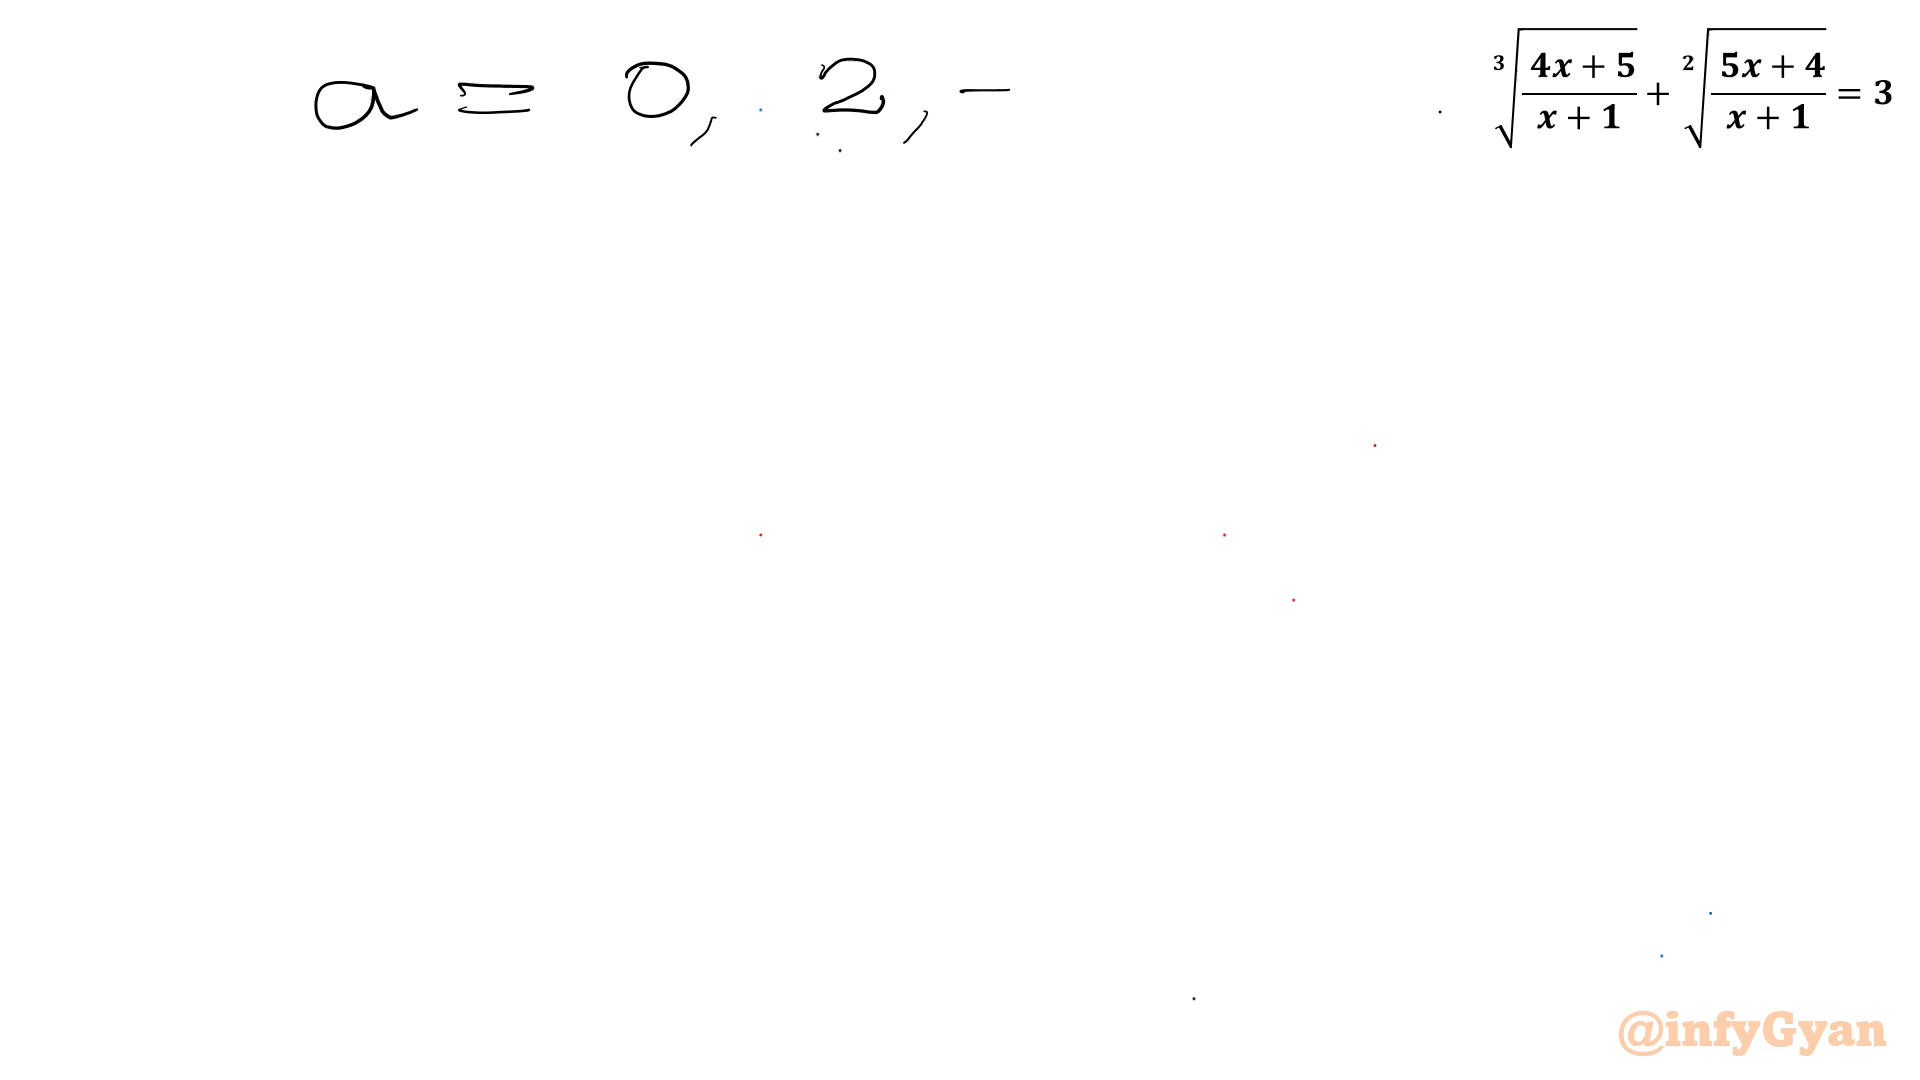 a = 0, 2, -
∛((4x + 5)/(x + 1)) + ²√((5x + 4)/(x + 1)) = 3
@infyGyan